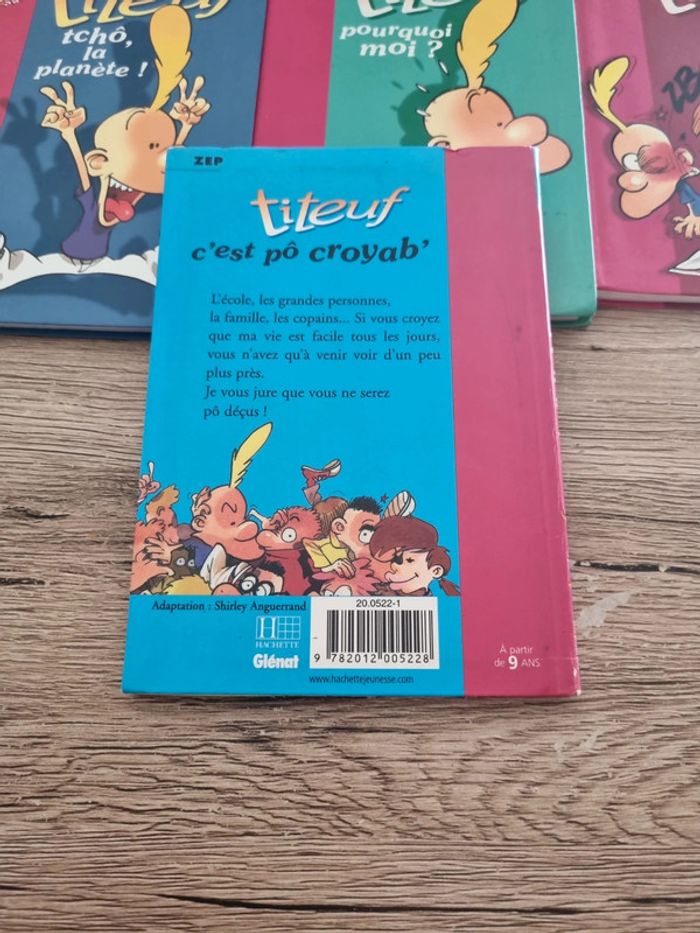 titeuf
tchô,
la
planète !
titeuf
pourquoi
moi ?
ZEP
titeuf
c'est pô croyab'
L'école, les grandes personnes,
la famille, les copains... Si vous croyez
que ma vie est facile tous les jours,
vous n'avez qu'à venir voir d'un peu
plus près.
Je vous jure que vous ne serez
pô déçus !
Adaptation : Shirley Anguerrand
20.0522-1
H
HACHETTE
Glénat
9 782012 005228
www.hachettejeunesse.com
À partir
de 9 ANS